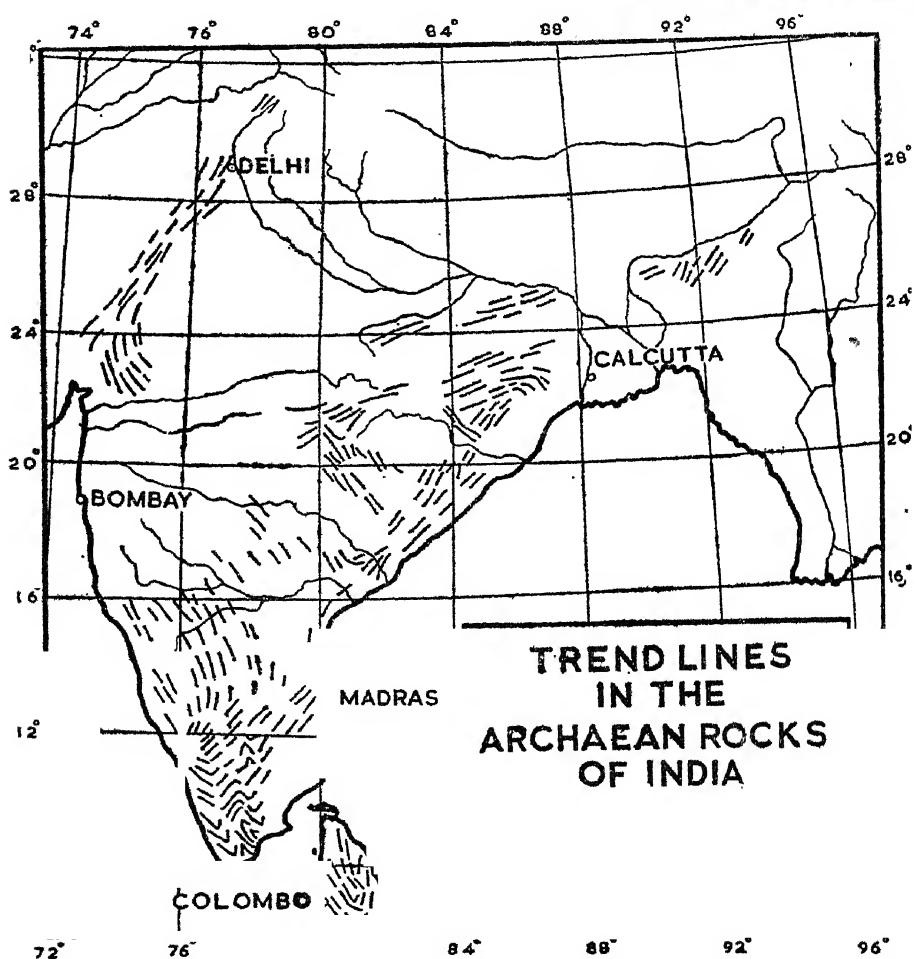 74° 76° 80° 84° 88° 92° 96°
DELHI
28° 28°
24° 24°
CALCUTTA
20° 20°
BOMBAY
16 16°
TREND LINES
IN THE
ARCHAEAN ROCKS
OF INDIA
MADRAS
12°
COLOMBO
72° 76° 84° 88° 92° 96°